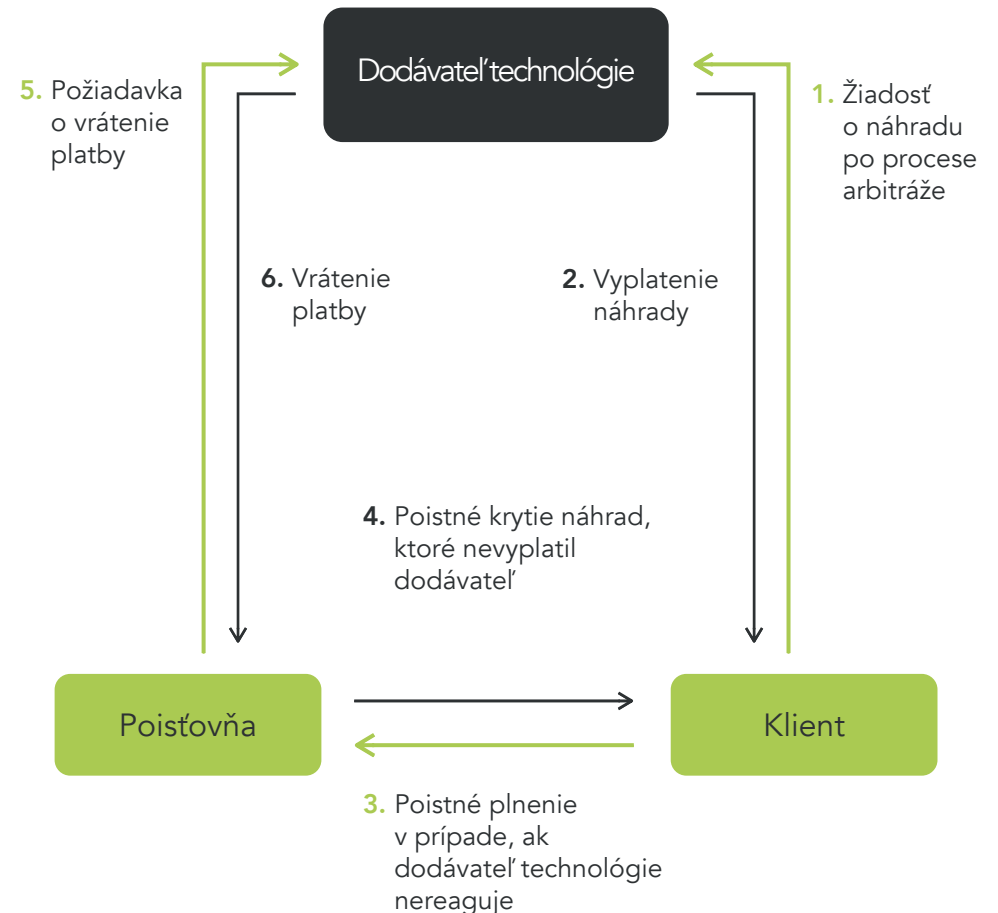 Dodávateľ technológie
5. Požiadavka
o vrátenie
platby
1. Žiadosť
o náhradu
po procese
arbitráže
6. Vrátenie
platby
2. Vyplatenie
náhrady
4. Poistné krytie náhrad,
ktoré nevyplatil
dodávateľ
Poisťovňa
Klient
3. Poistné plnenie
v prípade, ak
dodávateľ technológie
nereaguje